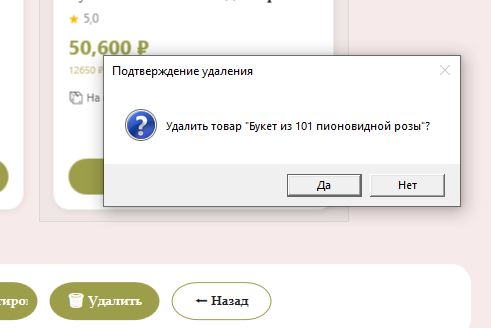 5,0
50,600 ₽
12650 ₽
На
Подтверждение удаления
Удалить товар "Букет из 101 пионовидной розы"?
Да
Нет
Удалить
← Назад